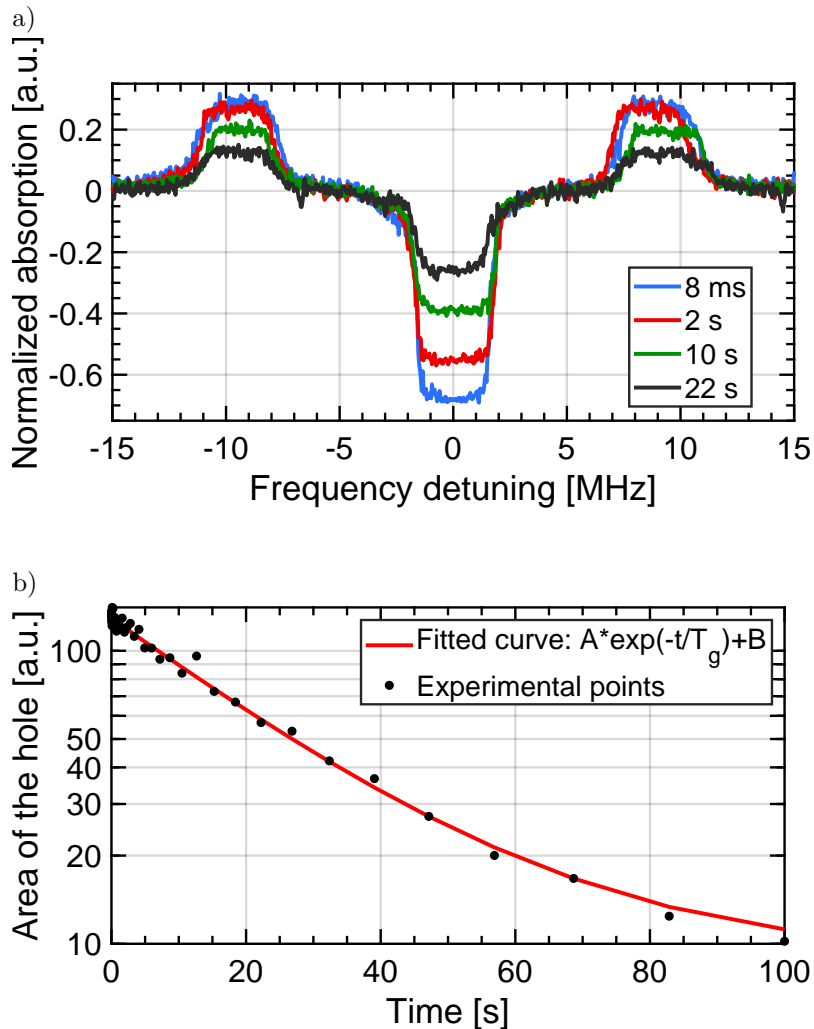 a)
Normalized absorption [a.u.]
0.2
0
-0.2
-0.4
-0.6
8 ms
2 s
10 s
22 s
-15 -10 -5 0 5 10 15
Frequency detuning [MHz]
b)
Area of the hole [a.u.]
100
50
40
30
20
10
Fitted curve: A*exp(-t/T_g)+B
Experimental points
0 20 40 60 80 100
Time [s]